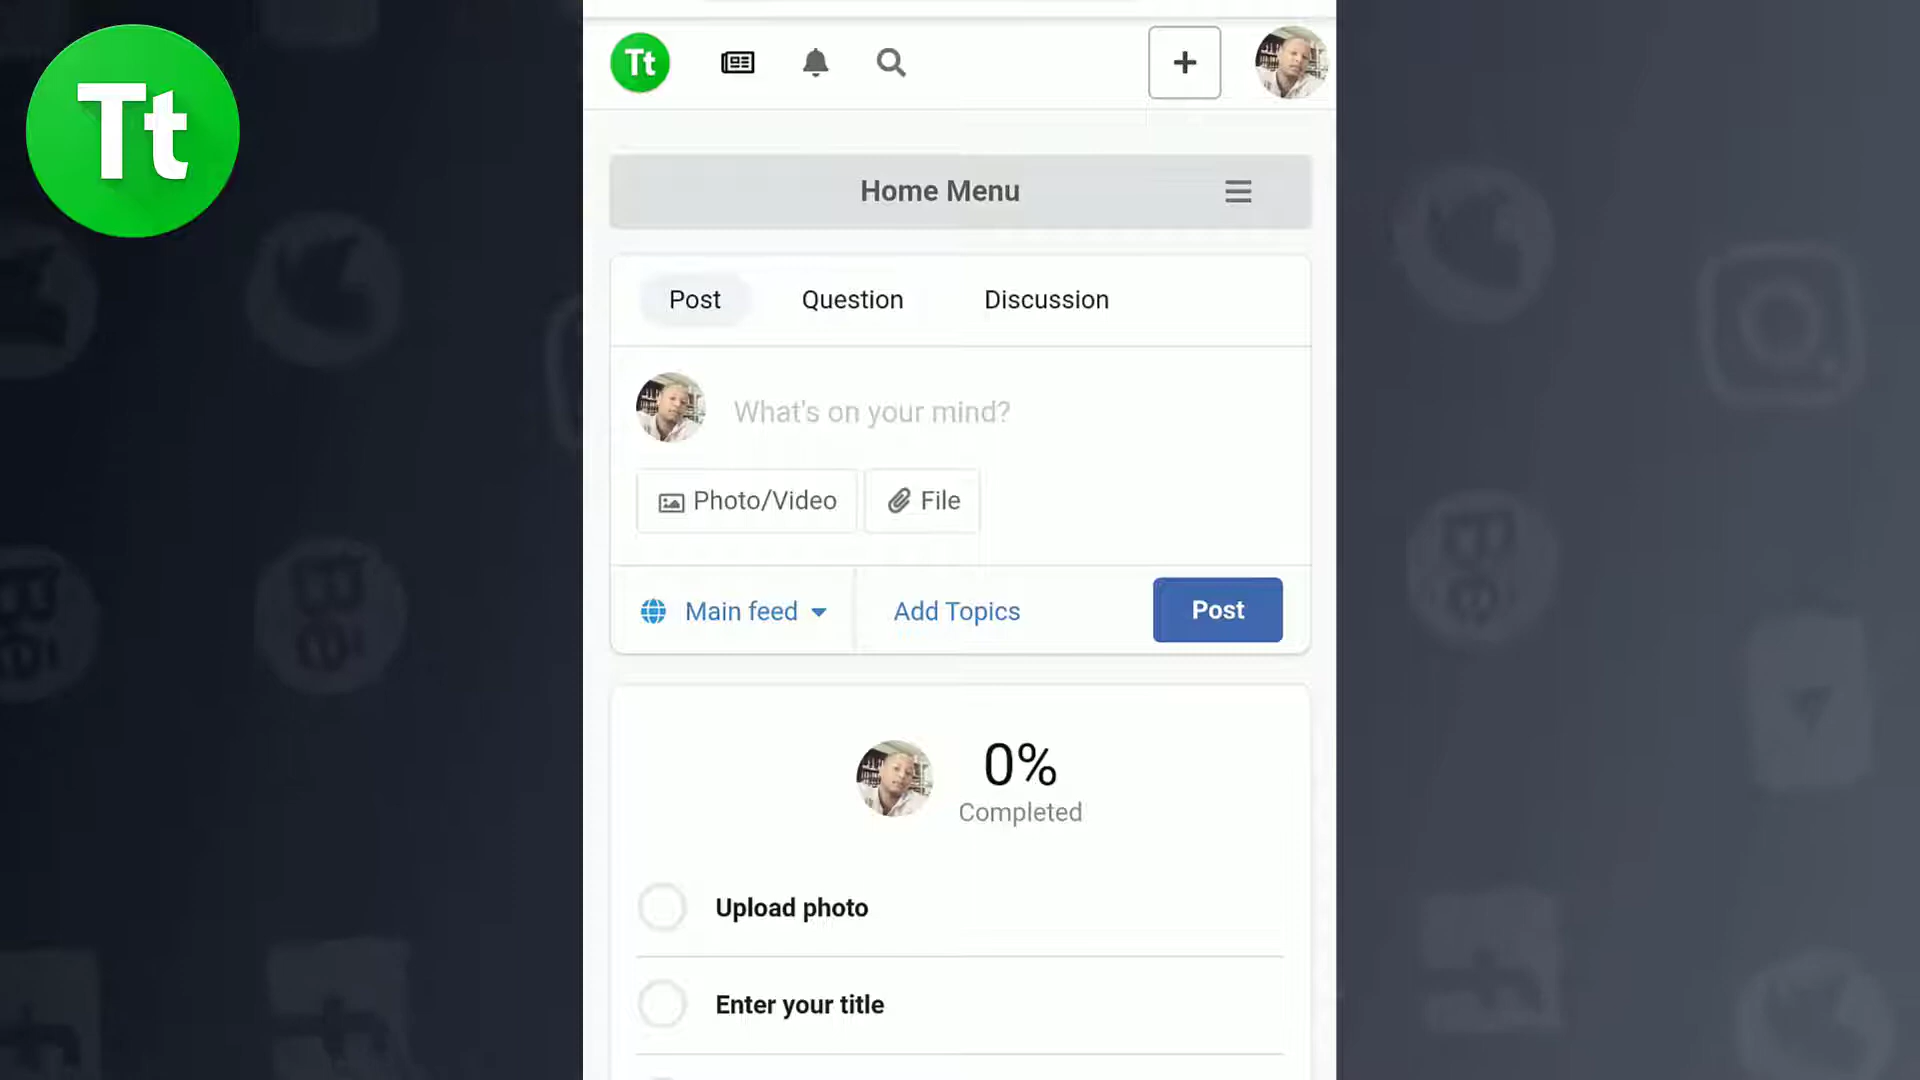 Tt
Tt
Home Menu
Post Question Discussion
What's on your mind?
Photo/Video File
Main feed Add Topics Post
0%
Completed
Upload photo
Enter your title